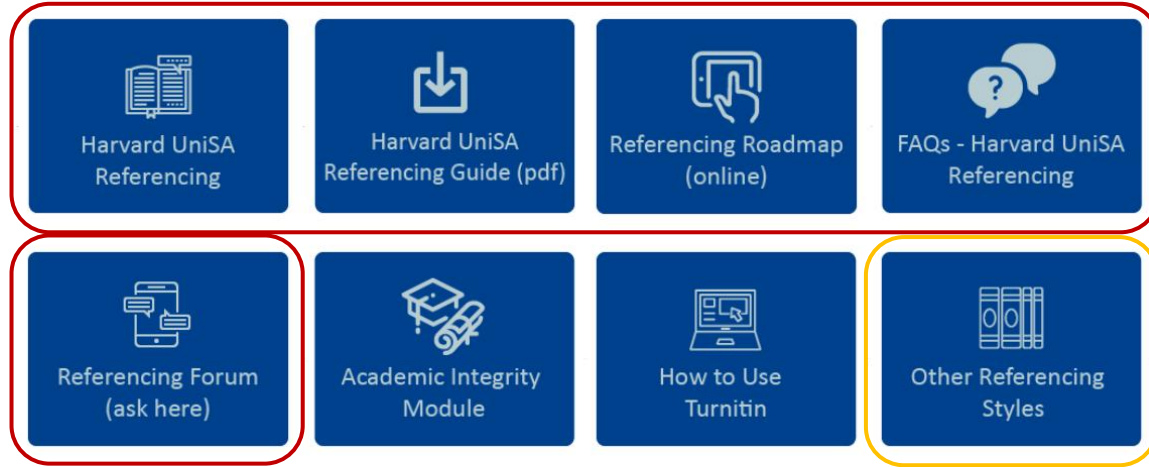 Harvard UniSA
Referencing
Harvard UniSA
Referencing Guide (pdf)
Referencing Roadmap
(online)
?
FAQs - Harvard UniSA
Referencing
Referencing Forum
(ask here)
Academic Integrity
Module
How to Use
Turnitin
Other Referencing
Styles